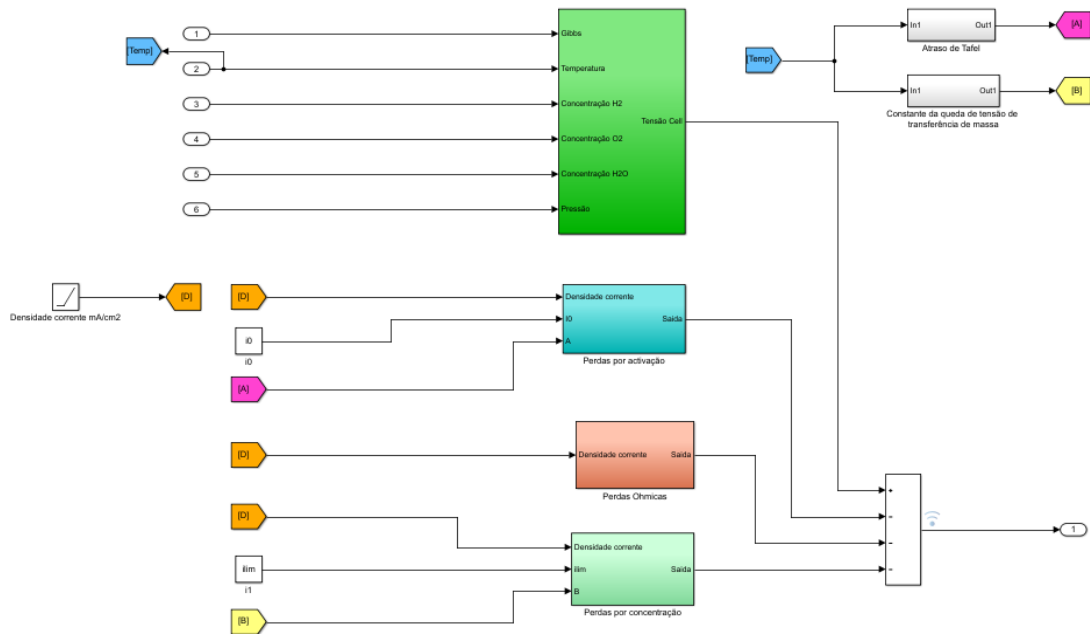 1
Gibbs
[Temp]
2
Temperatura
3
Concentração H2
4
Concentração O2
Tensão Cell
5
Concentração H2O
6
Pressão
[Temp]
In1
Out1
Atraso de Tafel
[A]
In1
Out1
Constante da queda de tensão de
transferência de massa
[B]
Densidade corrente mA/cm2
[D]
[D]
Densidade corrente
i0
i0
I0
Saida
[A]
A
Perdas por activação
[D]
Densidade corrente
Saida
Perdas Ohmicas
[D]
Densidade corrente
ilim
i1
ilim
Saida
[B]
B
Perdas por concentração
+
−
−
−
1